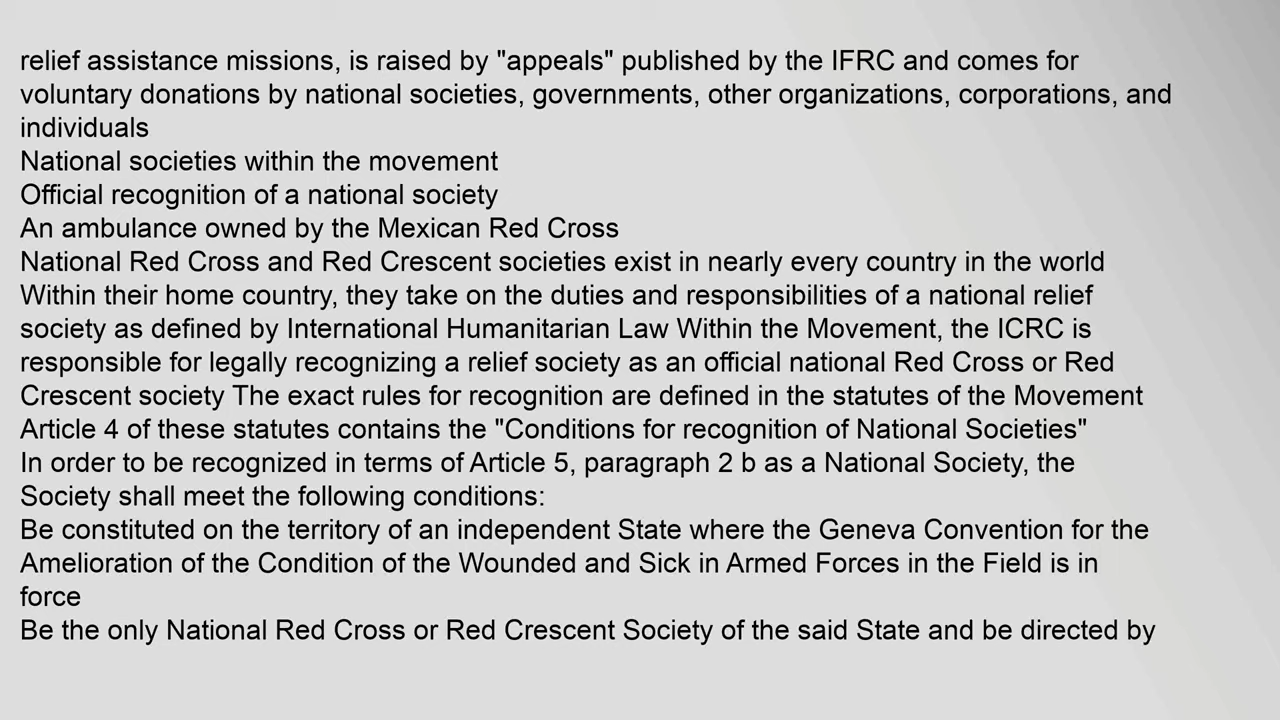 relief assistance missions, is raised by "appeals" published by the IFRC and comes for
voluntary donations by national societies, governments, other organizations, corporations, and
individuals
National societies within the movement
Official recognition of a national society
An ambulance owned by the Mexican Red Cross
National Red Cross and Red Crescent societies exist in nearly every country in the world
Within their home country, they take on the duties and responsibilities of a national relief
society as defined by International Humanitarian Law Within the Movement, the ICRC is
responsible for legally recognizing a relief society as an official national Red Cross or Red
Crescent society The exact rules for recognition are defined in the statutes of the Movement
Article 4 of these statutes contains the "Conditions for recognition of National Societies"
In order to be recognized in terms of Article 5, paragraph 2 b as a National Society, the
Society shall meet the following conditions:
Be constituted on the territory of an independent State where the Geneva Convention for the
Amelioration of the Condition of the Wounded and Sick in Armed Forces in the Field is in
force
Be the only National Red Cross or Red Crescent Society of the said State and be directed by